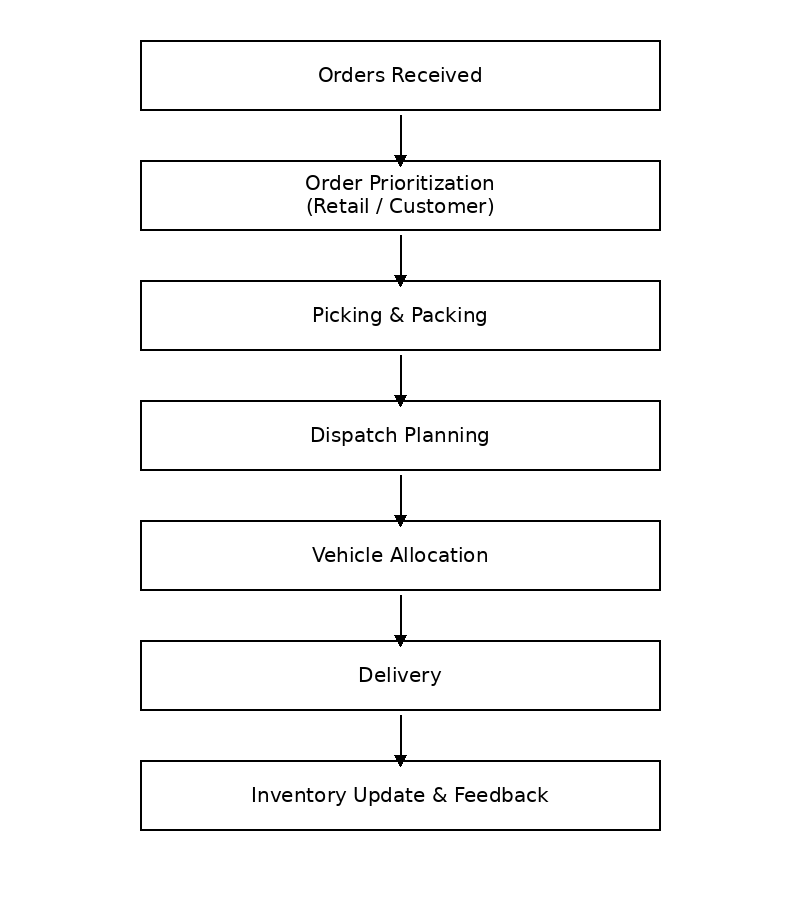 Orders Received
Order Prioritization
(Retail / Customer)
Picking & Packing
Dispatch Planning
Vehicle Allocation
Delivery
Inventory Update & Feedback